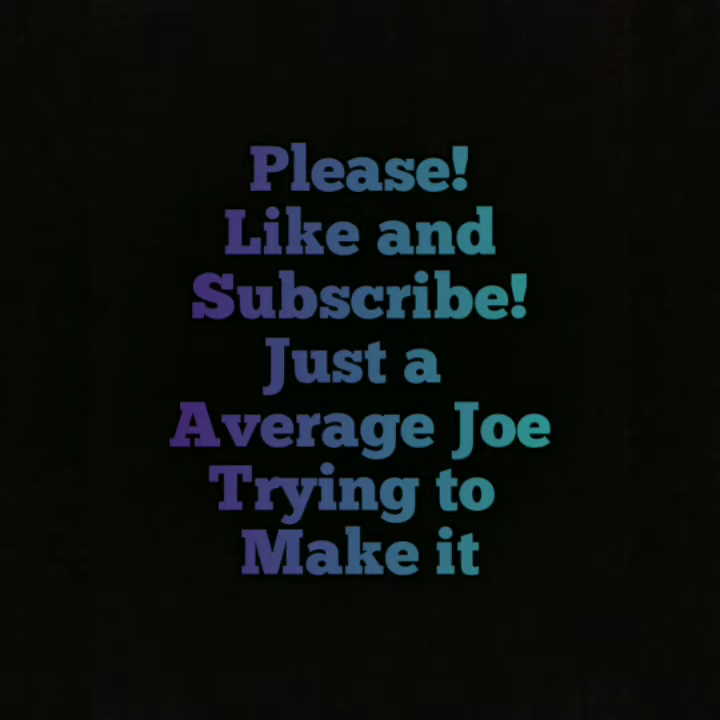 Please!
Like and
Subscribe!
Just a
Average Joe
Trying to
Make it